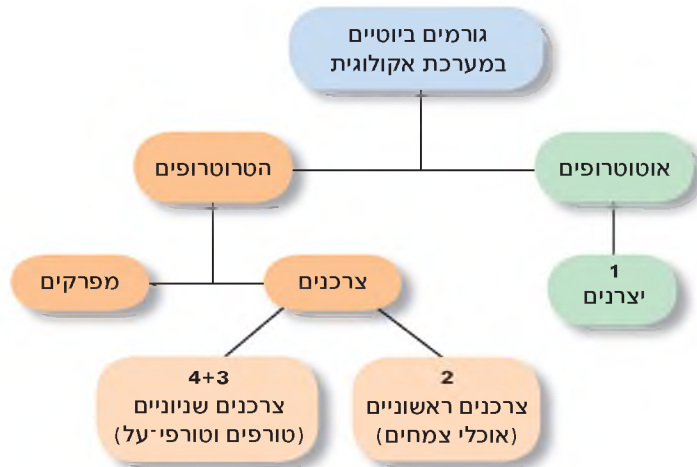 גורמים ביוטיים
במערכת אקולוגית
אוטוטרופים
הטרוטרופים
1
יצרנים
צרכנים
מפרקים
2
צרכנים ראשוניים
(אוכלי צמחים)
4+3
צרכנים שניוניים
(טורפים וטורפי־על)